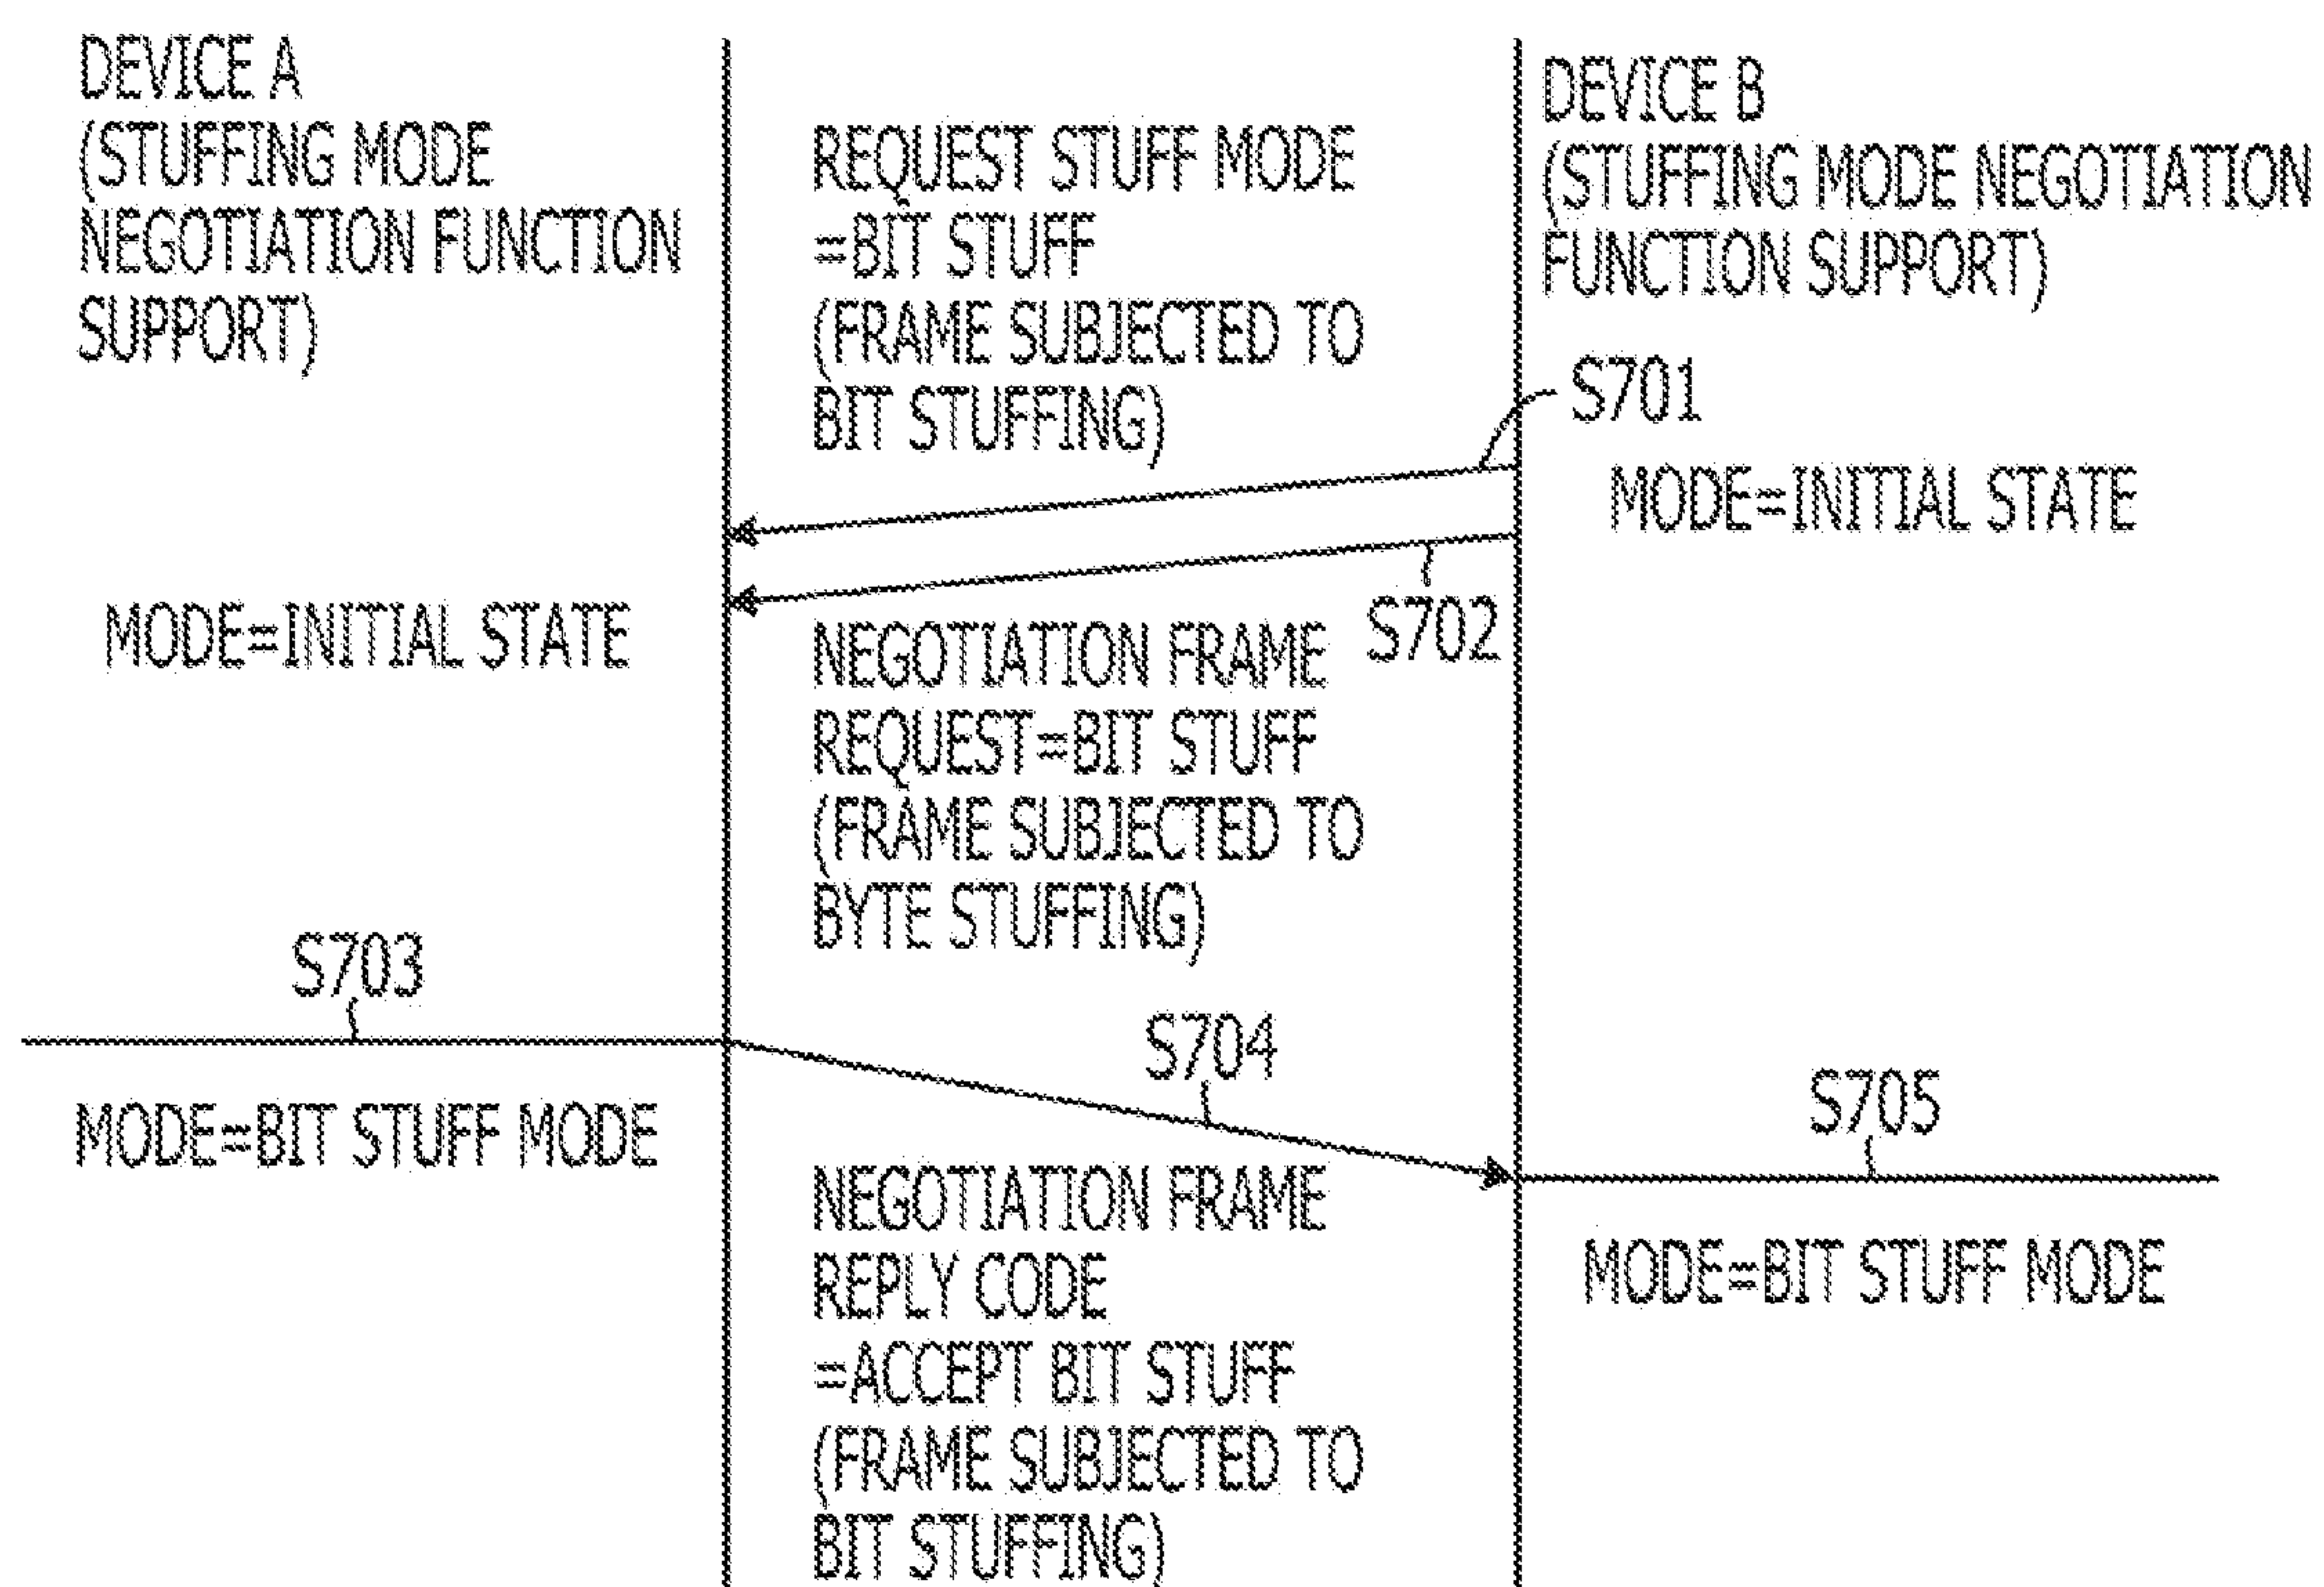 DEVICE A
(STUFFING MODE
NEGOTIATION FUNCTION
SUPPORT)
REQUEST STUFF MODE
=BIT STUFF
(FRAME SUBJECTED TO
BIT STUFFING)
DEVICE B
(STUFFING MODE NEGOTIATION
FUNCTION SUPPORT)
S701
MODE=INITIAL STATE
S702
MODE=INITIAL STATE
NEGOTIATION FRAME
REQUEST=BIT STUFF
(FRAME SUBJECTED TO
BYTE STUFFING)
S703
S704
S705
MODE=BIT STUFF MODE
NEGOTIATION FRAME
REPLY CODE
=ACCEPT BIT STUFF
(FRAME SUBJECTED TO
BIT STUFFING)
MODE=BIT STUFF MODE